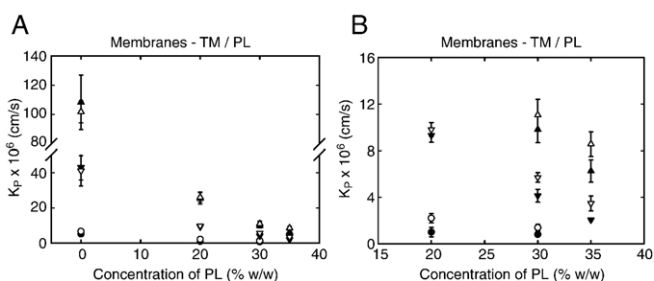 A
Membranes - TM / PL
140
120
100
80
40
20
0
0 10 20 30 40
K_P x 10^6 (cm/s)
Concentration of PL (% w/w)
B
Membranes - TM / PL
16
12
8
4
0
15 20 25 30 35 40
K_P x 10^6 (cm/s)
Concentration of PL (% w/w)